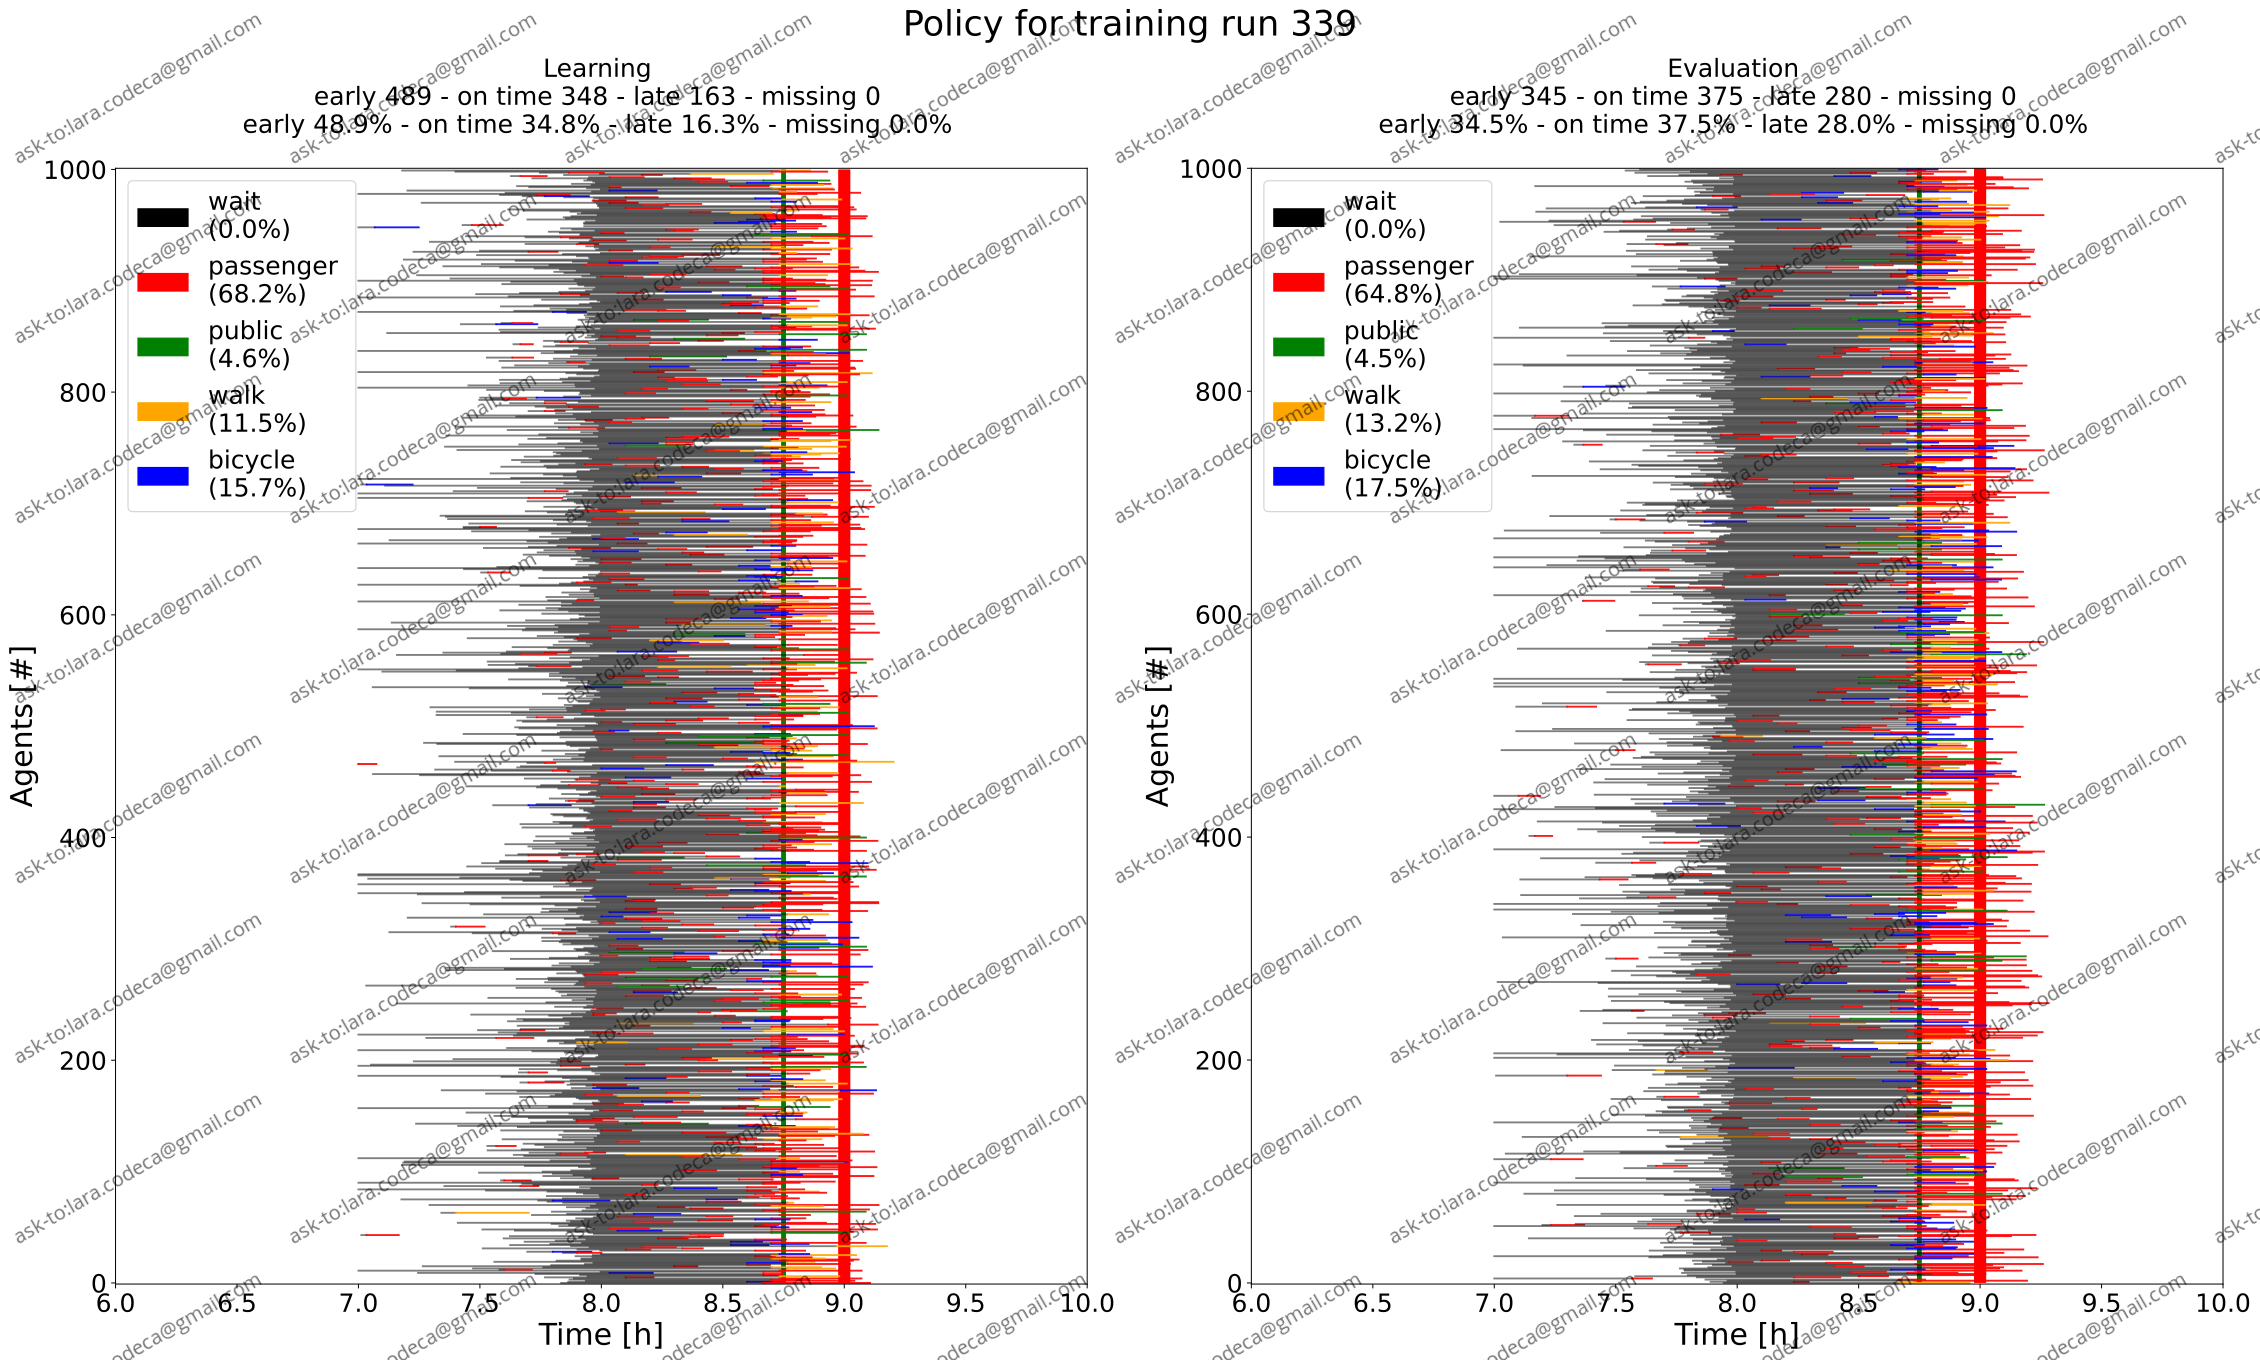 Policy for training run 339
Learning
early 489 - on time 348 - late 163 - missing 0
early 48.9% - on time 34.8% - late 16.3% - missing 0.0%
1000
800
600
400
200
0
Agents [#]
wait
(0.0%)
passenger
(68.2%)
public
(4.6%)
walk
(11.5%)
bicycle
(15.7%)
6.0 6.5 7.0 7.5 8.0 8.5 9.0 9.5 10.0
Time [h]
Evaluation
early 345 - on time 375 - late 280 - missing 0
early 34.5% - on time 37.5% - late 28.0% - missing 0.0%
1000
800
600
400
200
0
Agents [#]
wait
(0.0%)
passenger
(64.8%)
public
(4.5%)
walk
(13.2%)
bicycle
(17.5%)
6.0 6.5 7.0 7.5 8.0 8.5 9.0 9.5 10.0
Time [h]
ask-to:lara.codeca@gmail.com